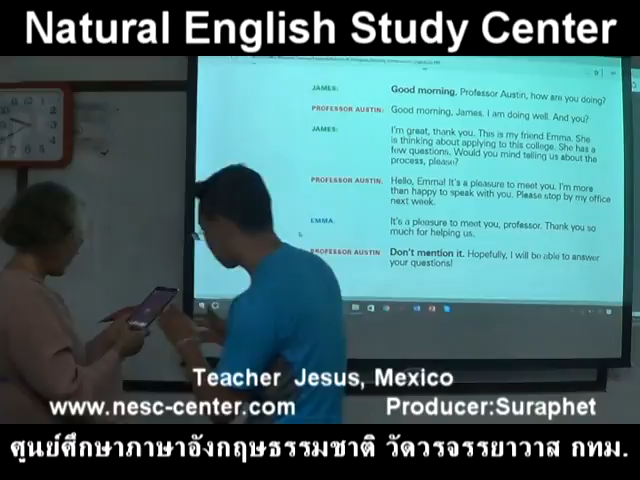 Natural English Study Center
JAMES: Good morning, Professor Austin, how are you doing?
PROFESSOR AUSTIN: Good morning, James. I am doing well. And you?
JAMES: I'm great, thank you. This is my friend Emma. She
is thinking about applying to this college. She has a
few questions. Would you mind telling us about the
process, please?
PROFESSOR AUSTIN: Hello, Emma! It's a pleasure to meet you. I'm more
than happy to speak with you. Please stop by my office
next week.
EMMA: It's a pleasure to meet you, professor. Thank you so
much for helping us.
PROFESSOR AUSTIN Don't mention it. Hopefully, I will be able to answer
your questions!
Teacher Jesus, Mexico
www.nesc-center.com Producer:Suraphet
ศูนย์ศึกษาภาษาอังกฤษธรรมชาติ วัดวรจรรยาวาส กทม.